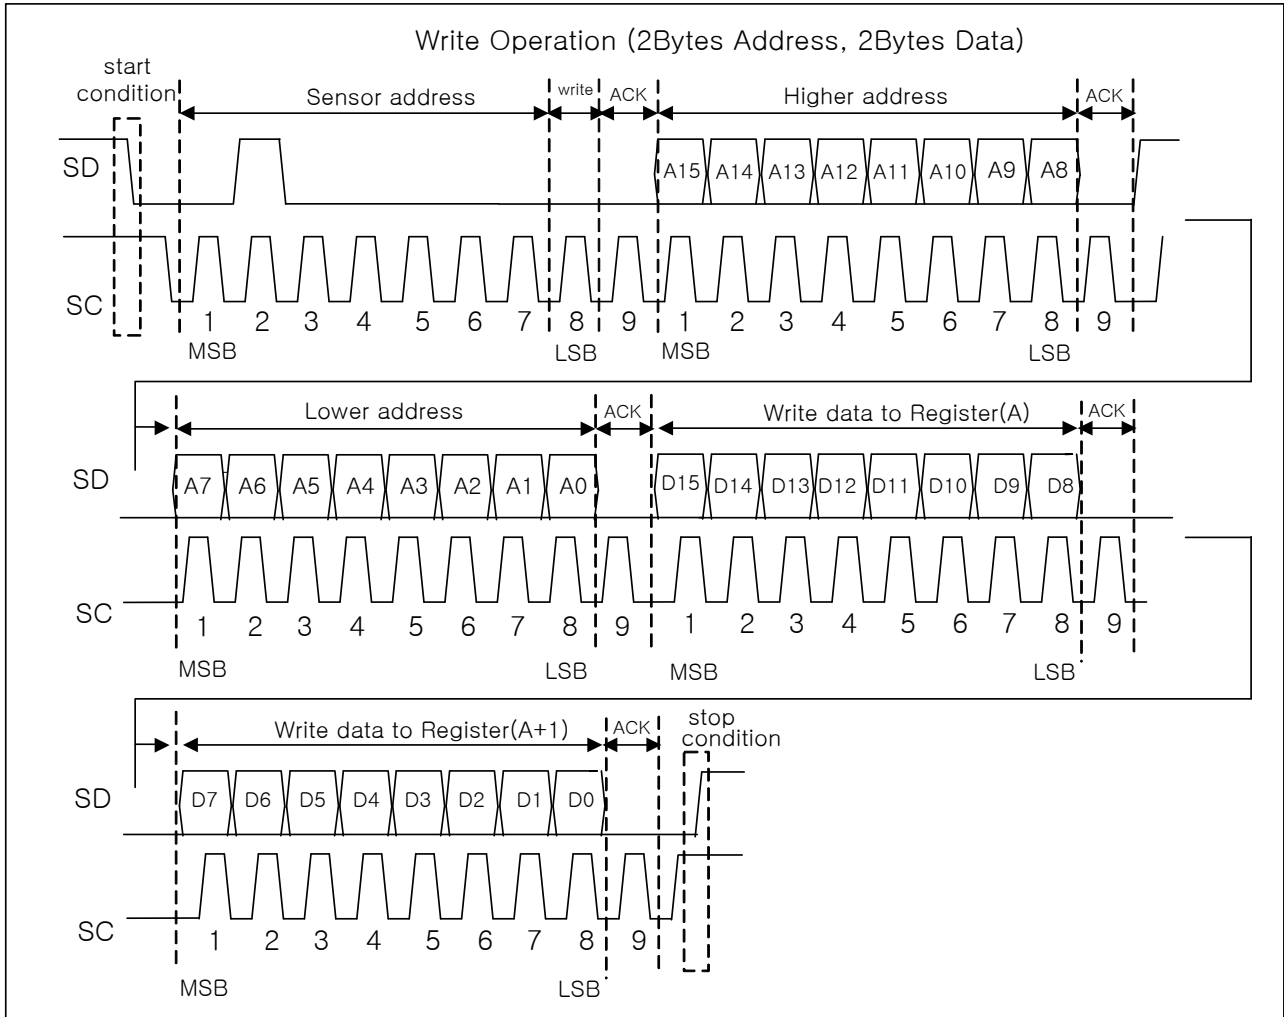 Write Operation (2Bytes Address, 2Bytes Data)
start
condition
Sensor address write ACK Higher address ACK
SD A15 A14 A13 A12 A11 A10 A9 A8
SC
1 2 3 4 5 6 7 8 9 1 2 3 4 5 6 7 8 9
MSB LSB MSB LSB
Lower address ACK Write data to Register(A) ACK
SD A7 A6 A5 A4 A3 A2 A1 A0 D15 D14 D13 D12 D11 D10 D9 D8
SC
1 2 3 4 5 6 7 8 9 1 2 3 4 5 6 7 8 9
MSB LSB MSB LSB
Write data to Register(A+1) ACK stop
condition
SD D7 D6 D5 D4 D3 D2 D1 D0
SC
1 2 3 4 5 6 7 8 9
MSB LSB